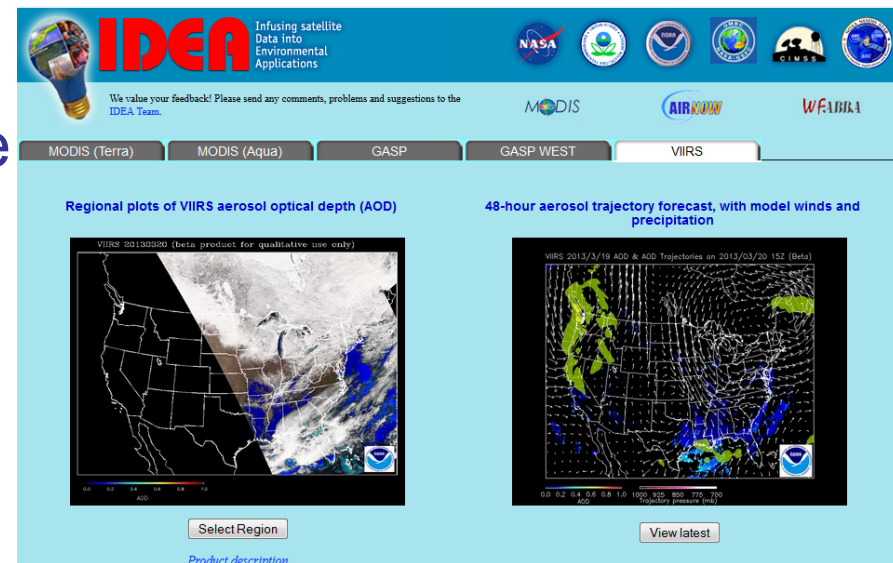 IDEA
Infusing satellite
Data into
Environmental
Applications
NASA
NOAA
CIMSS
We value your feedback! Please send any comments, problems and suggestions to the
IDEA Team.
MODIS
AIRNOW
WFABBA
e
MODIS (Terra)
MODIS (Aqua)
GASP
GASP WEST
VIIRS
Regional plots of VIIRS aerosol optical depth (AOD)
48-hour aerosol trajectory forecast, with model winds and
precipitation
VIIRS 20130320 (beta product for qualitative use only)
VIIRS 2013/3/19 AOD & AOD Trajectories on 2013/03/20 15Z (Beta)
NOAA
NOAA
0.0 0.2 0.4 0.6 0.8 1.0
AOD
0.0 0.2 0.4 0.6 0.8 1.0
AOD
1000 925 850 775 700
Trajectory pressure (mb)
Select Region
View latest
Product description